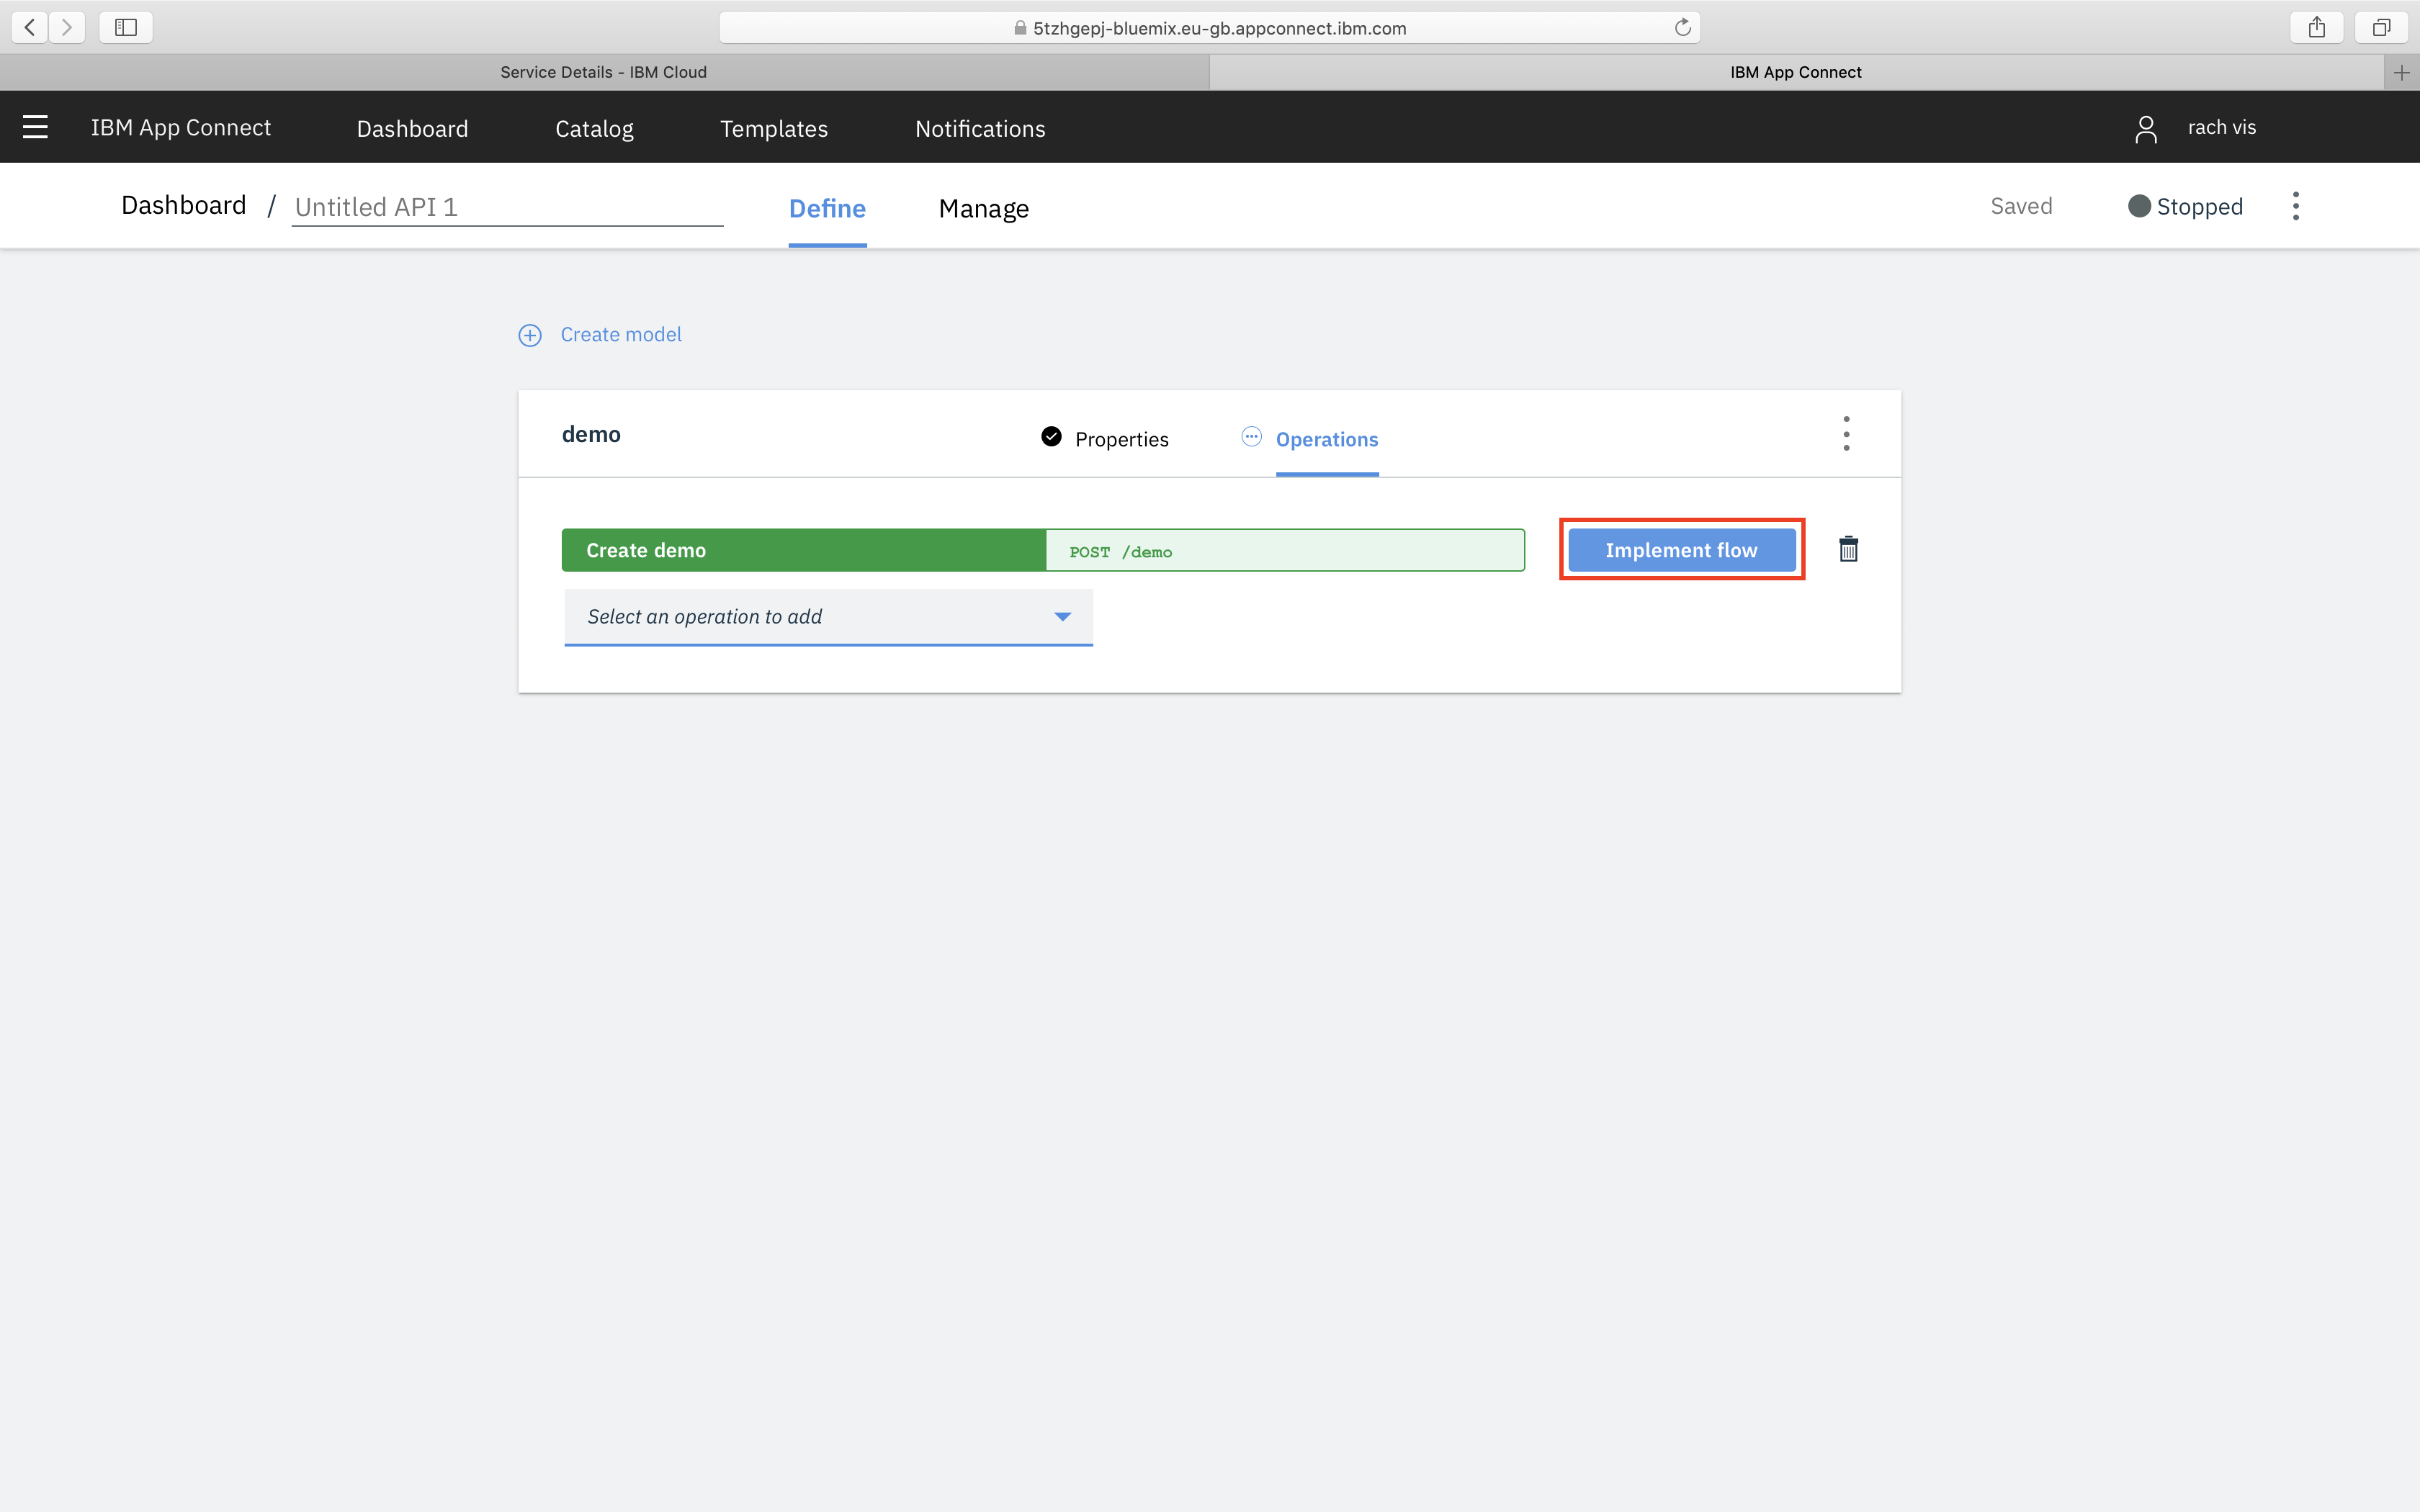 5tzhgepj-bluemix.eu-gb.appconnect.ibm.com
Service Details - IBM Cloud
IBM App Connect
IBM App Connect Dashboard Catalog Templates Notifications rach vis
Dashboard / Untitled API 1 Define Manage Saved Stopped
Create model
demo Properties Operations
Create demo POST /demo Implement flow
Select an operation to add